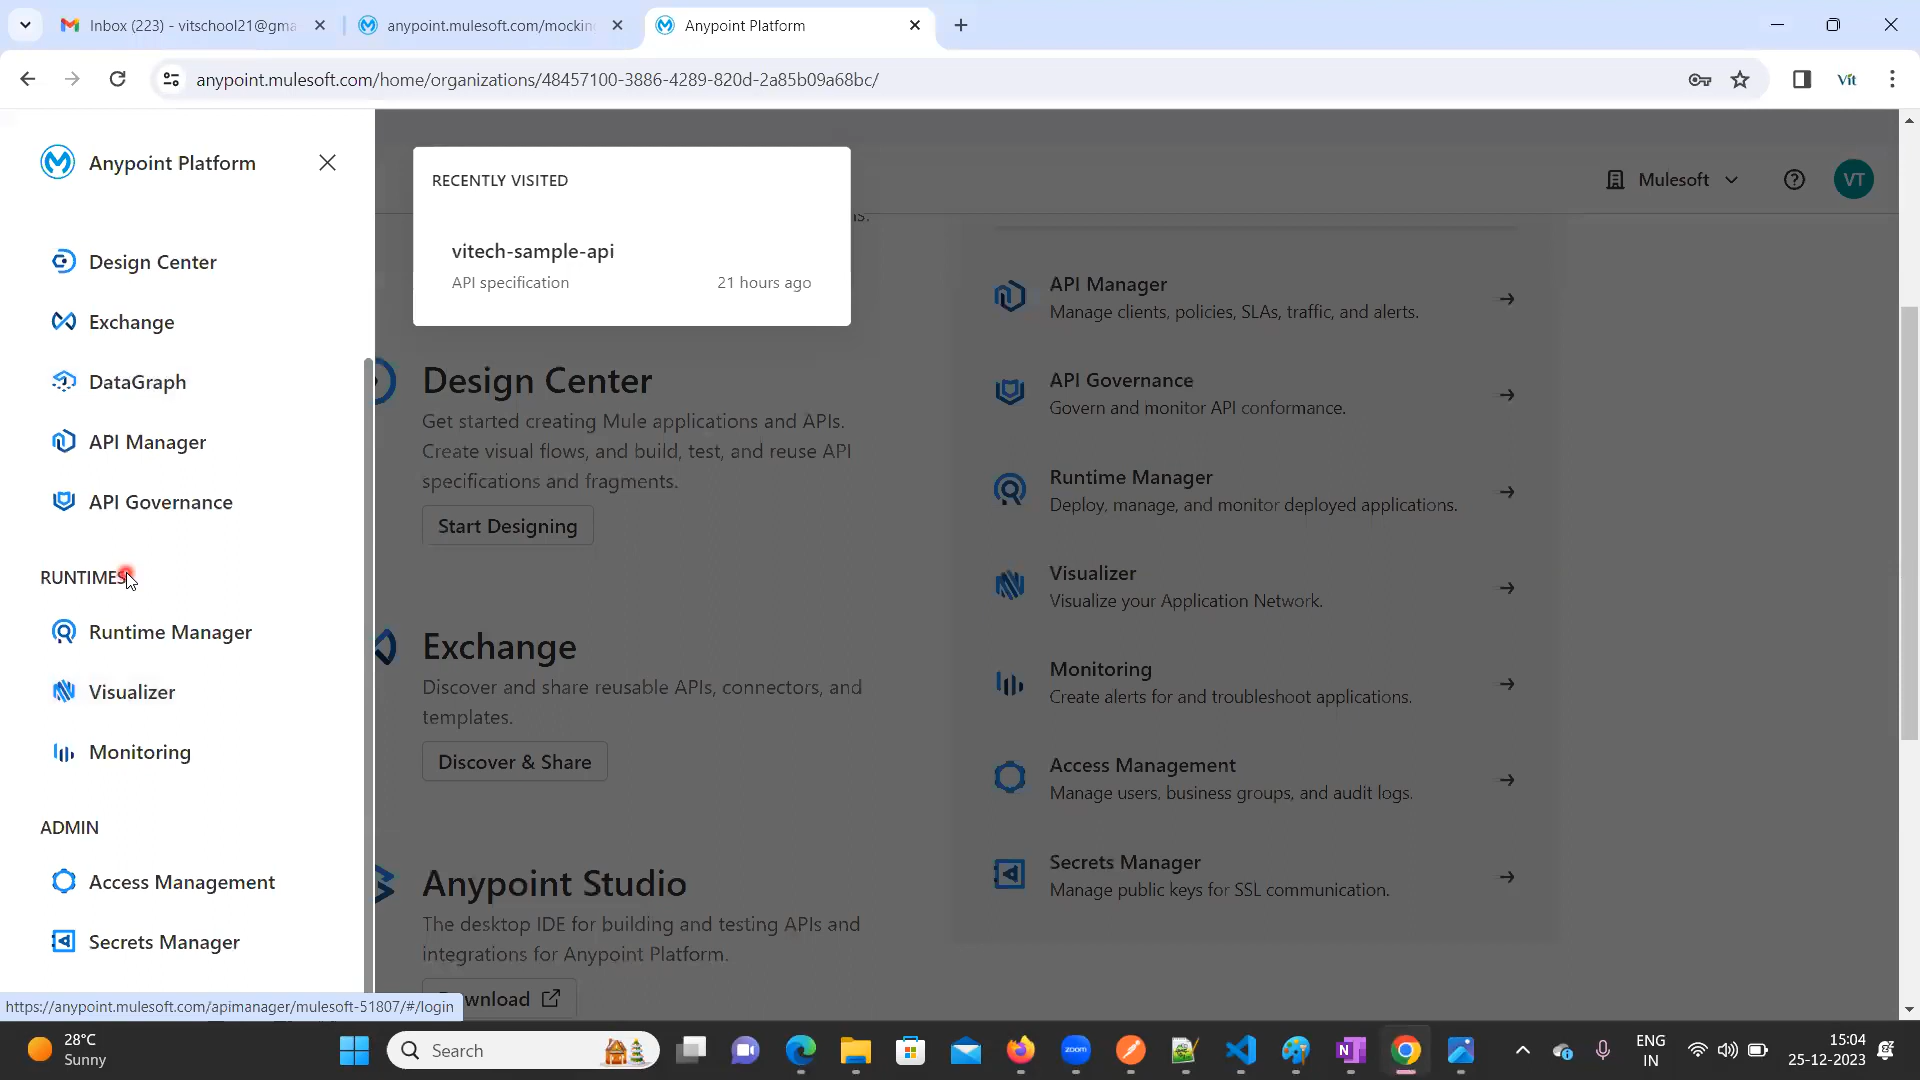 Inbox (223) - vitschool21@gma
anypoint.mulesoft.com/mockin
Anypoint Platform
anypoint.mulesoft.com/home/organizations/48457100-3886-4289-820d-2a85b09a68bc/
Vit
Anypoint Platform
Design Center
Exchange
DataGraph
API Manager
API Governance
RUNTIMES
Runtime Manager
Visualizer
Monitoring
ADMIN
Access Management
Secrets Manager
https://anypoint.mulesoft.com/apimanager/mulesoft-51807/#/login
RECENTLY VISITED
vitech-sample-api
API specification
21 hours ago
Design Center
Get started creating Mule applications and APIs.
Create visual flows, and build, test, and reuse API
specifications and fragments.
Start Designing
Exchange
Discover and share reusable APIs, connectors, and
templates.
Discover & Share
Anypoint Studio
The desktop IDE for building and testing APIs and
integrations for Anypoint Platform.
wnload
Mulesoft
VT
API Manager
Manage clients, policies, SLAs, traffic, and alerts.
API Governance
Govern and monitor API conformance.
Runtime Manager
Deploy, manage, and monitor deployed applications.
Visualizer
Visualize your Application Network.
Monitoring
Create alerts for and troubleshoot applications.
Access Management
Manage users, business groups, and audit logs.
Secrets Manager
Manage public keys for SSL communication.
28°C
Sunny
Search
zoom
ENG
IN
15:04
25-12-2023